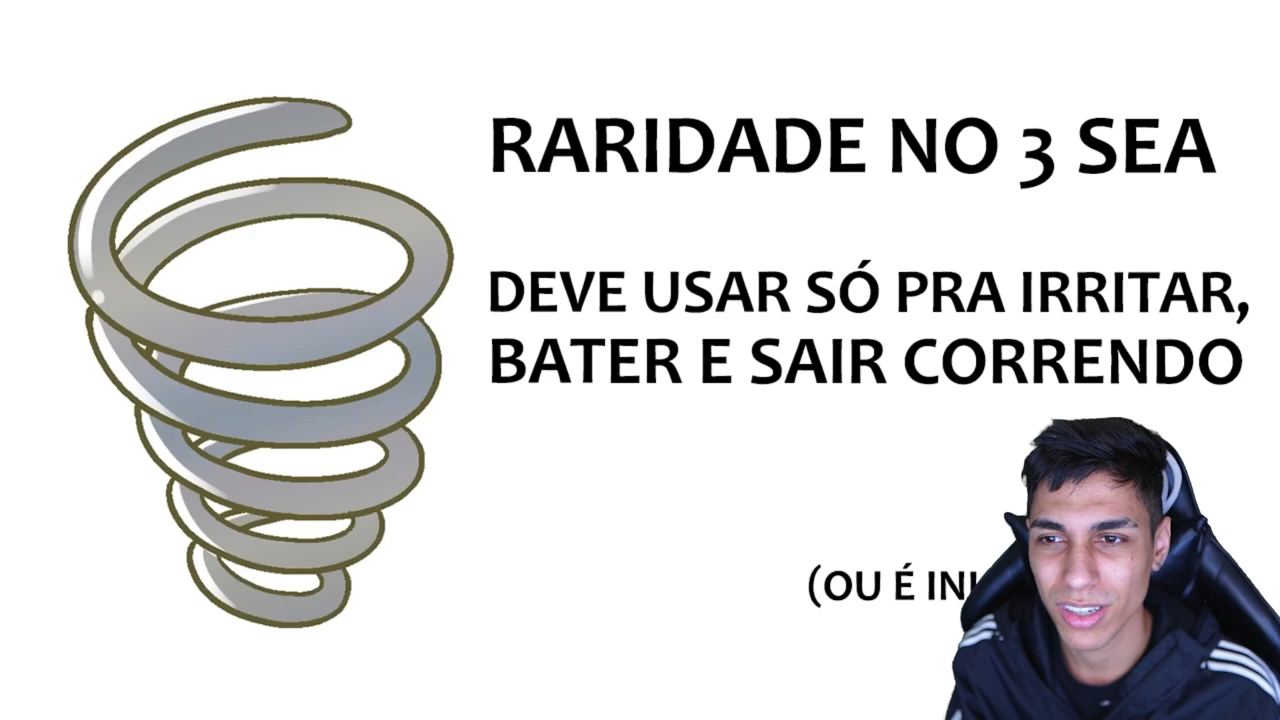 RARIDADE NO 3 SEA
DEVE USAR SÓ PRA IRRITAR,
BATER E SAIR CORRENDO
(OU É